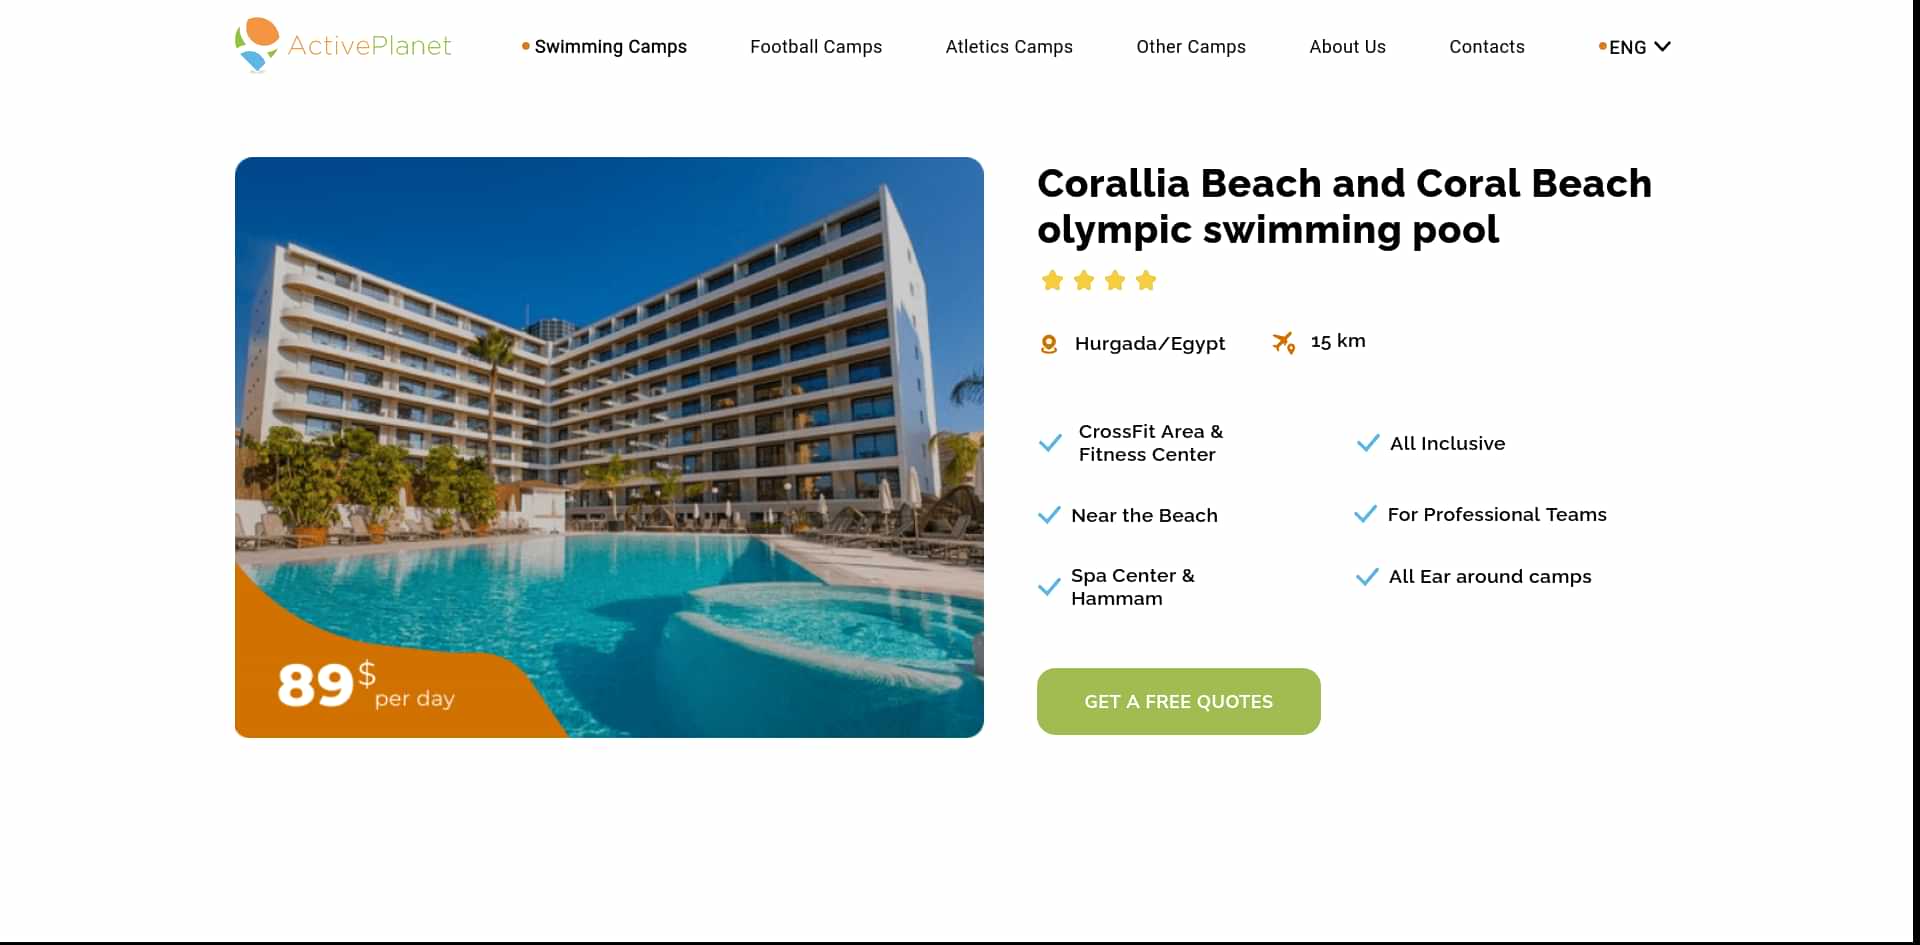 ActivePlanet
Swimming Camps
Football Camps
Atletics Camps
Other Camps
About Us
Contacts
ENG
Corallia Beach and Coral Beach
olympic swimming pool
Hurgada/Egypt
15 km
CrossFit Area &
Fitness Center
All Inclusive
Near the Beach
For Professional Teams
Spa Center &
Hammam
All Ear around camps
89$
per day
GET A FREE QUOTES